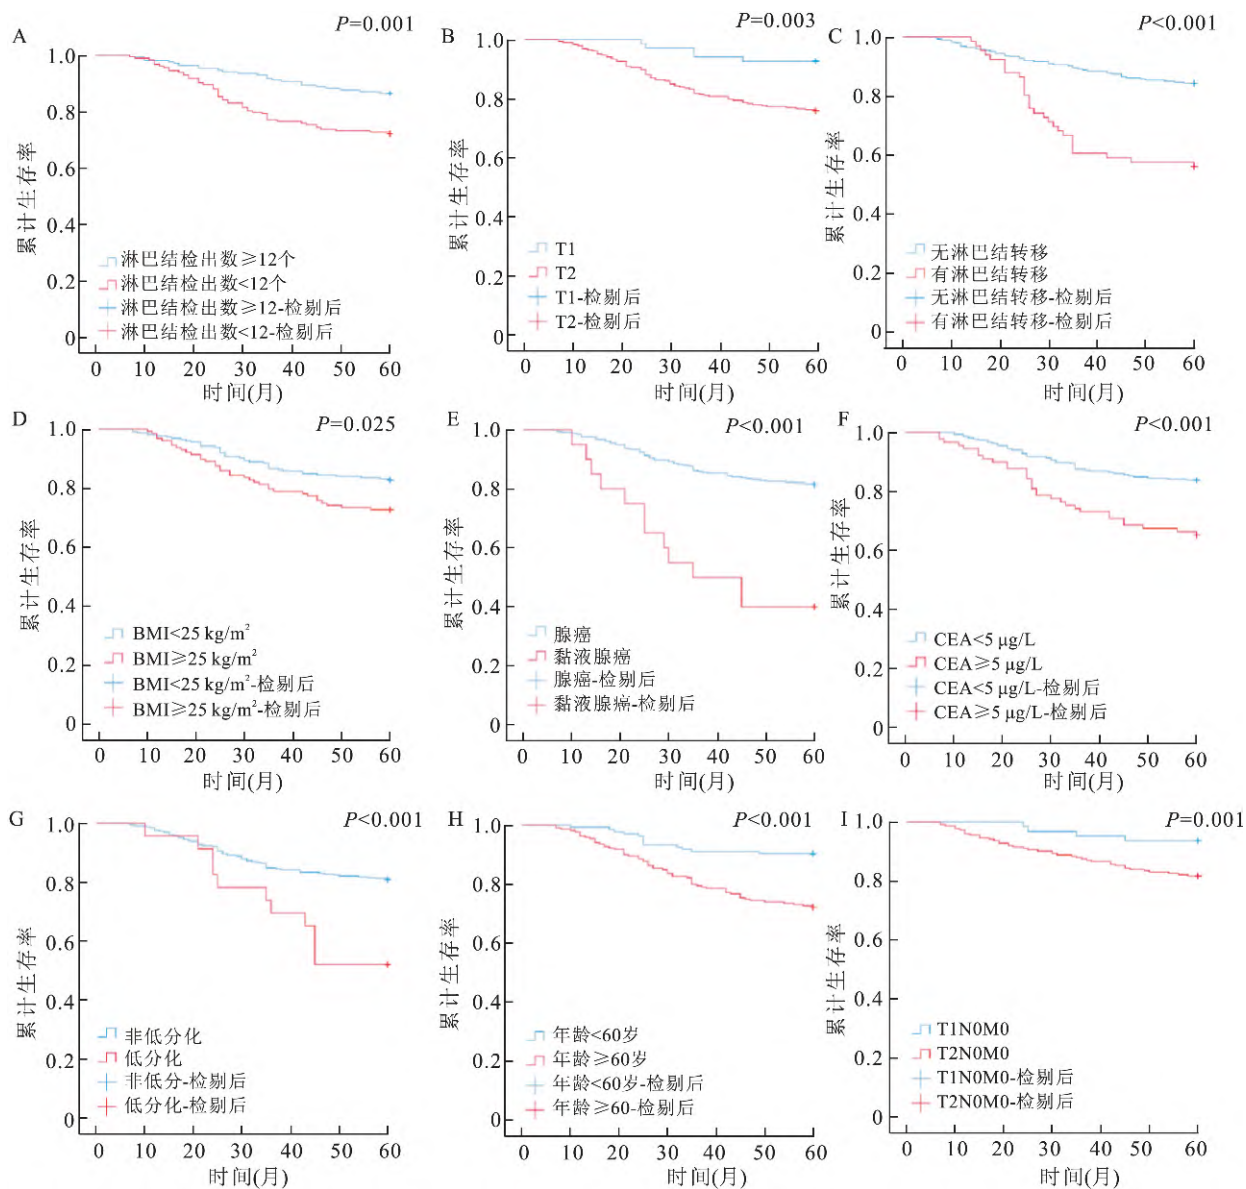 A
P=0.001
1.0
0.8
0.6
0.4
0.2
0
累计生存率
淋巴结检出数≥12个
淋巴结检出数<12个
淋巴结检出数≥12-检剔后
淋巴结检出数<12-检剔后
0 10 20 30 40 50 60
时间(月)
B
P=0.003
1.0
0.8
0.6
0.4
0.2
0
累计生存率
T1
T2
T1-检剔后
T2-检剔后
0 10 20 30 40 50 60
时间(月)
C
P<0.001
1.0
0.8
0.6
0.4
0.2
0
累计生存率
无淋巴结转移
有淋巴结转移
无淋巴结转移-检剔后
有淋巴结转移-检剔后
0 10 20 30 40 50 60
时间(月)
D
P=0.025
1.0
0.8
0.6
0.4
0.2
0
累计生存率
BMI<25 kg/m²
BMI≥25 kg/m²
BMI<25 kg/m²-检剔后
BMI≥25 kg/m²-检剔后
0 10 20 30 40 50 60
时间(月)
E
P<0.001
1.0
0.8
0.6
0.4
0.2
0
累计生存率
腺癌
黏液腺癌
腺癌-检剔后
黏液腺癌-检剔后
0 10 20 30 40 50 60
时间(月)
F
P<0.001
1.0
0.8
0.6
0.4
0.2
0
累计生存率
CEA<5 μg/L
CEA≥5 μg/L
CEA<5 μg/L-检剔后
CEA≥5 μg/L-检剔后
0 10 20 30 40 50 60
时间(月)
G
P<0.001
1.0
0.8
0.6
0.4
0.2
0
累计生存率
非低分化
低分化
非低分-检剔后
低分化-检剔后
0 10 20 30 40 50 60
时间(月)
H
P<0.001
1.0
0.8
0.6
0.4
0.2
0
累计生存率
年龄<60岁
年龄≥60岁
年龄<60岁-检剔后
年龄≥60-检剔后
0 10 20 30 40 50 60
时间(月)
I
P=0.001
1.0
0.8
0.6
0.4
0.2
0
累计生存率
T1N0M0
T2N0M0
T1N0M0-检剔后
T2N0M0-检剔后
0 10 20 30 40 50 60
时间(月)